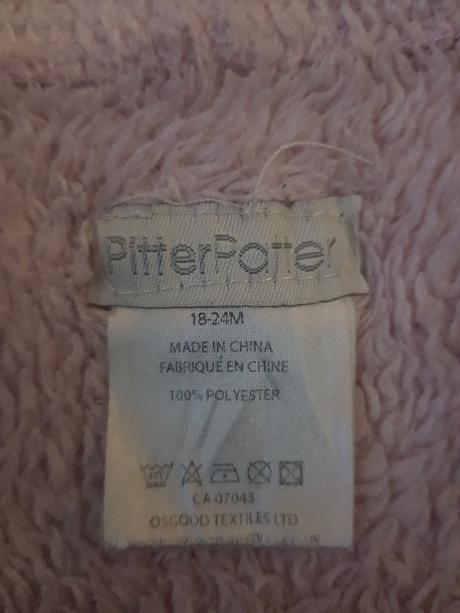 PitterPatter
18-24M
MADE IN CHINA
FABRIQUÉ EN CHINE
100% POLYESTER
CA 07043
OSGOOD TEXTILES LTD